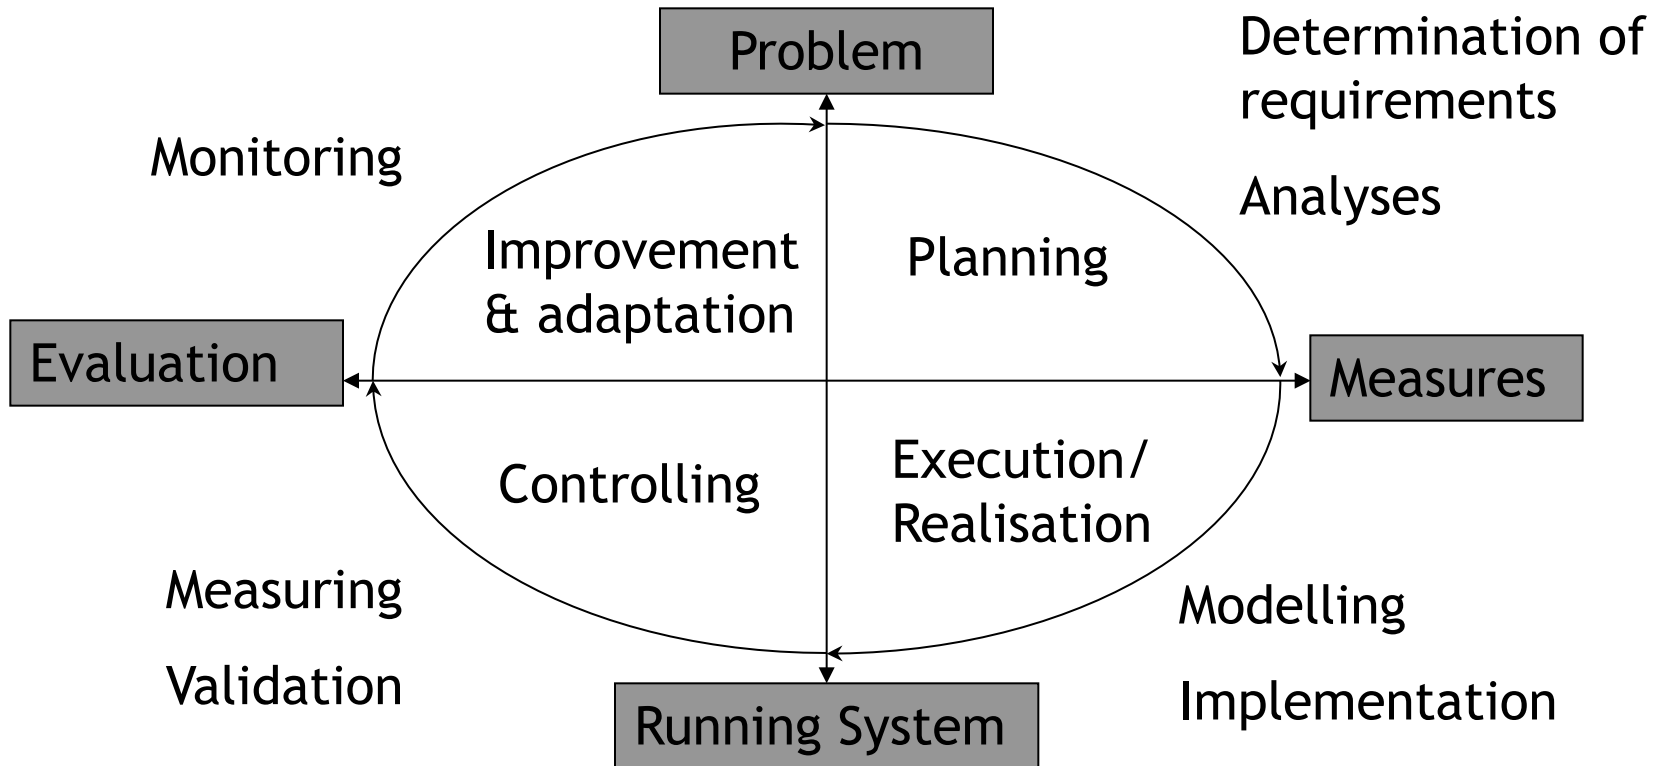 Problem
Determination of
requirements
Analyses
Monitoring
Improvement
& adaptation
Planning
Evaluation
Measures
Controlling
Execution/
Realisation
Measuring
Validation
Modelling
Implementation
Running System